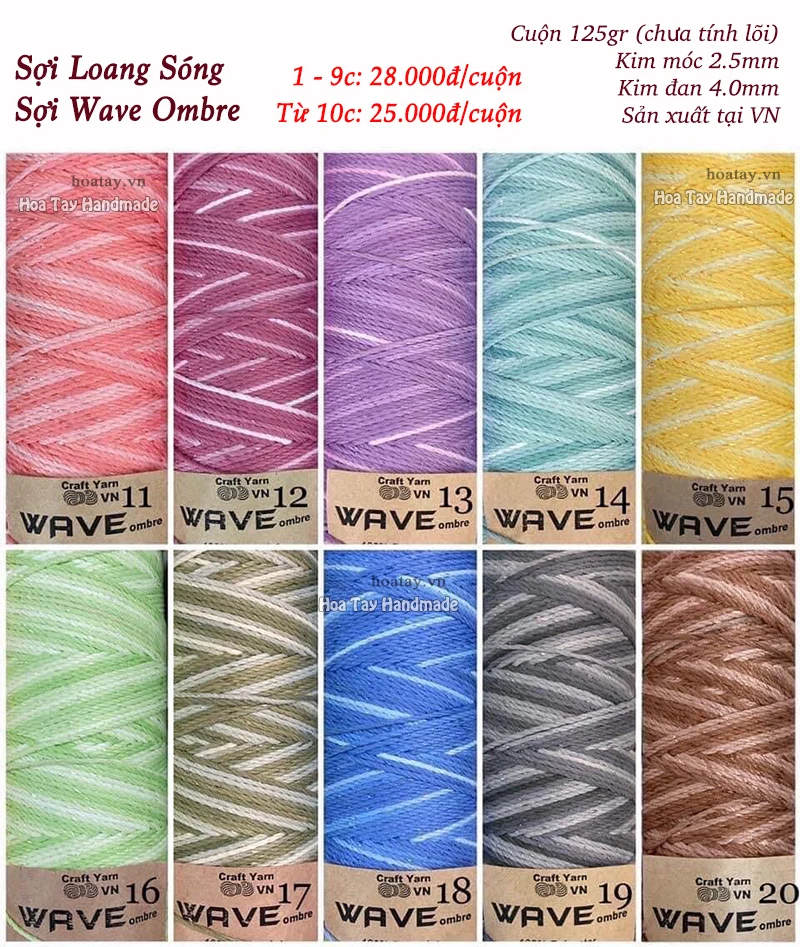 Sợi Loang Sóng
Sợi Wave Ombre
1 - 9c: 28.000đ/cuộn
Từ 10c: 25.000đ/cuộn
Cuộn 125gr (chưa tính lõi)
Kim móc 2.5mm
Kim đan 4.0mm
Sản xuất tại VN
hoatay.vn
Hoa Tay Handmade
hoatay.vn
Hoa Tay Handmade
Craft Yarn
VN 11
WAVE ombre
Craft Yarn
VN 12
WAVE ombre
Craft Yarn
VN 13
WAVE ombre
Craft Yarn
VN 14
WAVE ombre
Craft Yarn
VN 15
WAVE ombre
hoatay.vn
Hoa Tay Handmade
Craft Yarn
VN 16
WAVE ombre
Craft Yarn
VN 17
WAVE ombre
Craft Yarn
VN 18
WAVE ombre
Craft Yarn
VN 19
WAVE ombre
Craft Yarn
VN 20
WAVE ombre